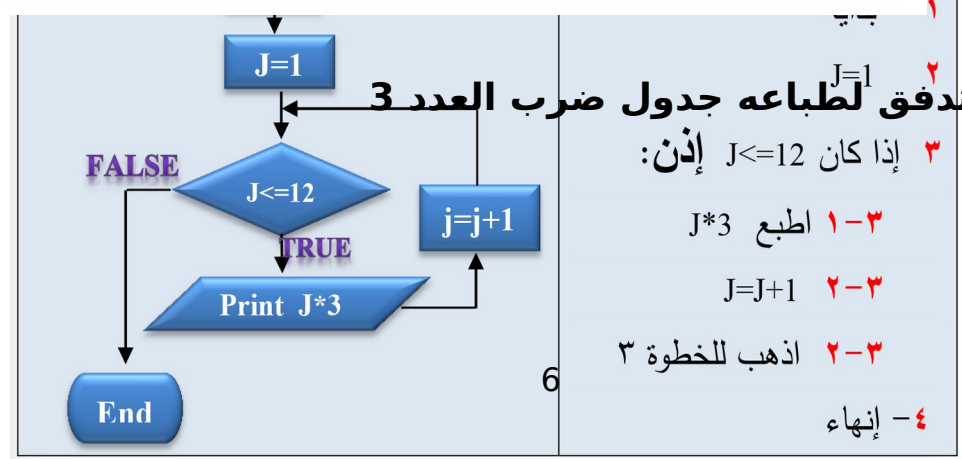 ١
٢ J=1
تدفق لطباعه جدول ضرب العدد 3
٣ إذا كان J<=12 إذن:
٣-١ اطبع J*3
٣-٢ J=J+1
٣-٢ اذهب للخطوة ٣
٤- إنهاء
J=1
FALSE
J<=12
TRUE
j=j+1
Print J*3
End
6